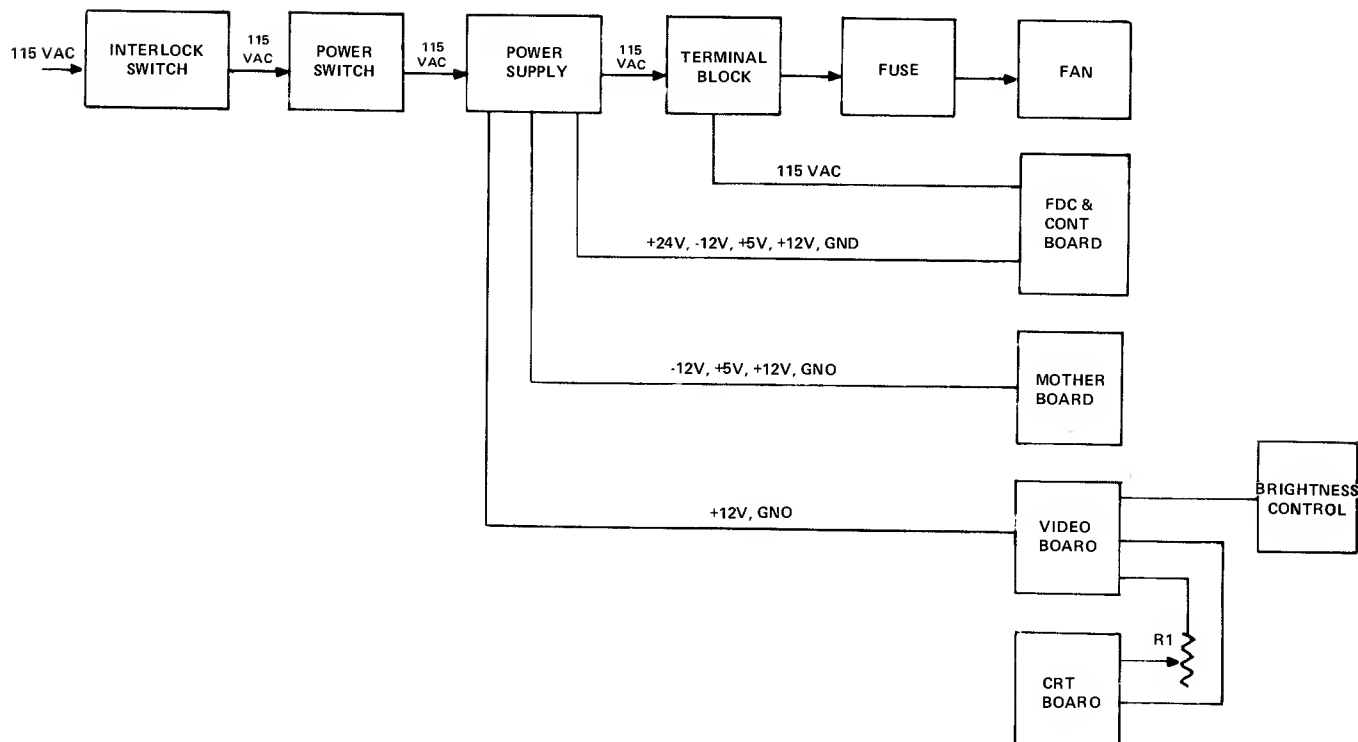 115 VAC
INTERLOCK
SWITCH
115
VAC
POWER
SWITCH
115
VAC
POWER
SUPPLY
115
VAC
TERMINAL
BLOCK
FUSE
FAN
115 VAC
FDC &
CONT
BOARD
+24V, -12V, +5V, +12V, GND
-12V, +5V, +12V, GNO
MOTHER
BOARD
+12V, GNO
VIDEO
BOARO
BRIGHTNESS
CONTROL
R1
CRT
BOARO